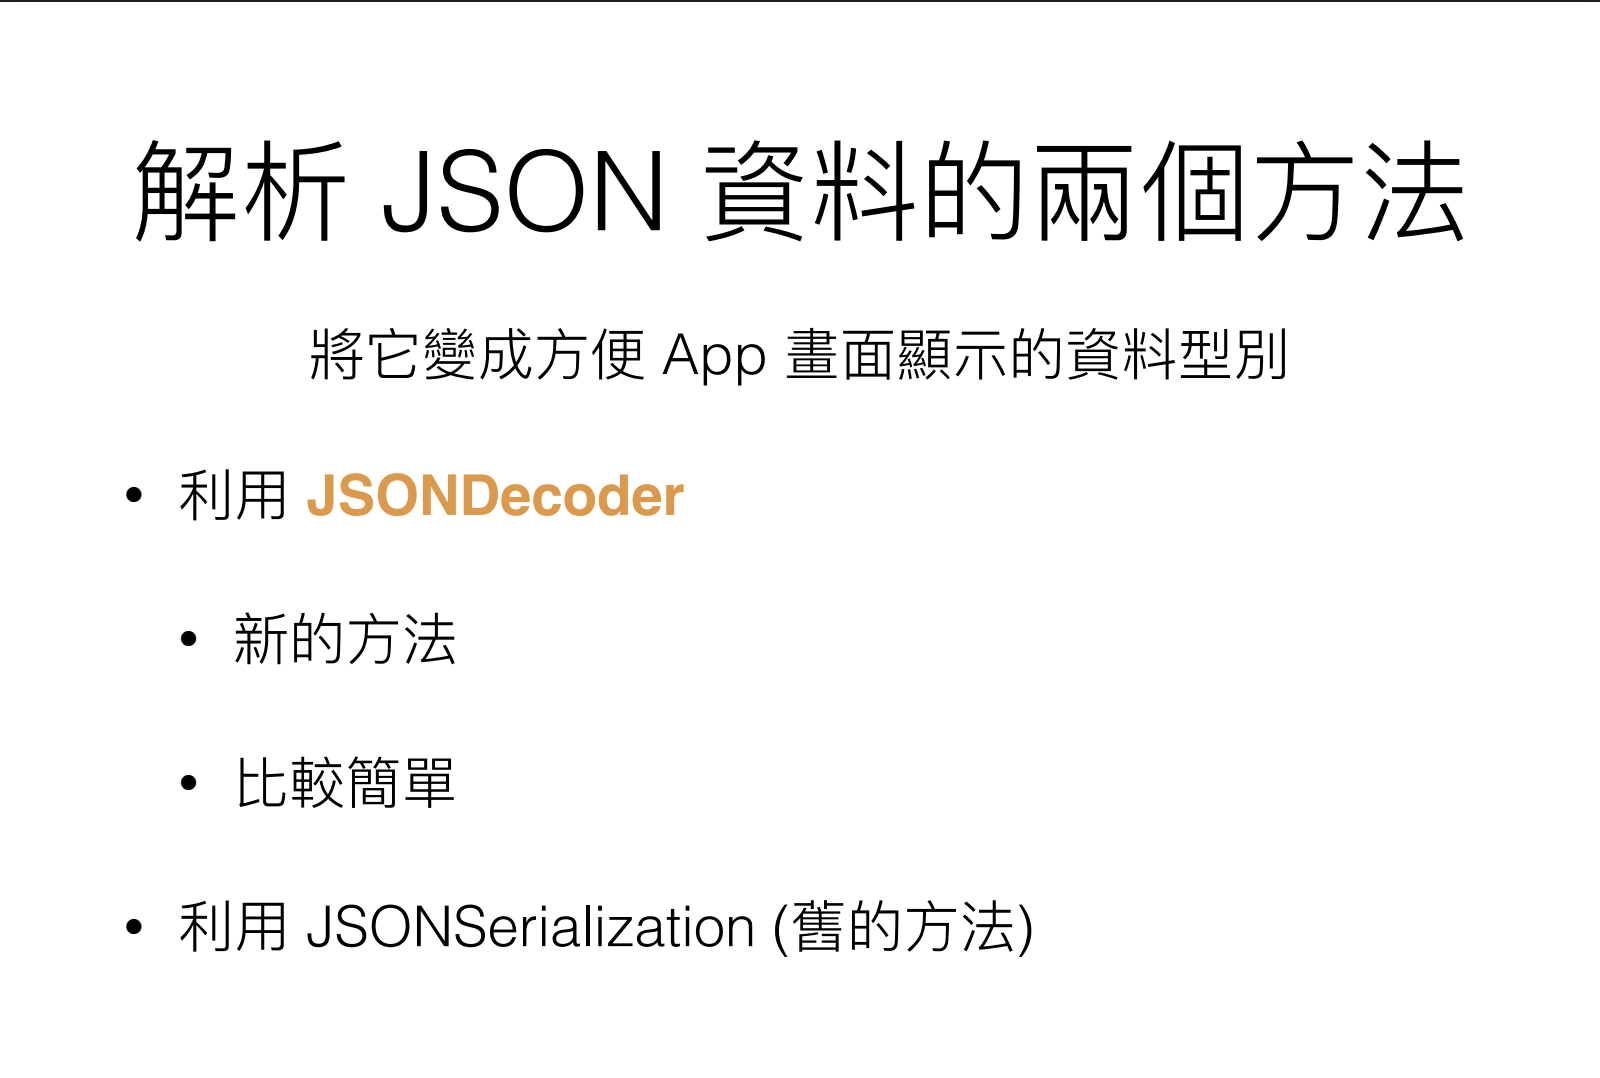 解析 JSON 資料的兩個方法
將它變成方便 App 畫面顯示的資料型別
• 利用 JSONDecoder
• 新的方法
• 比較簡單
• 利用 JSONSerialization (舊的方法)